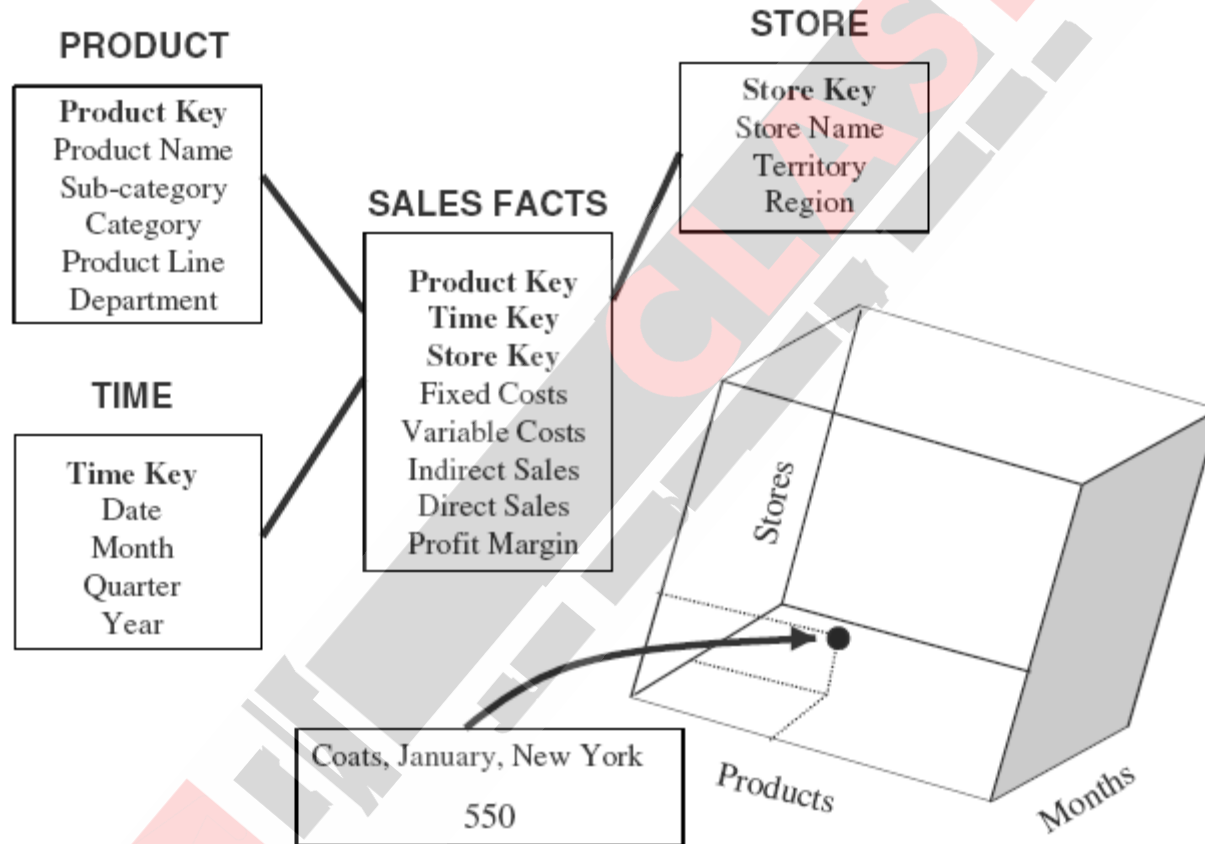 PRODUCT
Product Key
Product Name
Sub-category
Category
Product Line
Department
TIME
Time Key
Date
Month
Quarter
Year
SALES FACTS
Product Key
Time Key
Store Key
Fixed Costs
Variable Costs
Indirect Sales
Direct Sales
Profit Margin
STORE
Store Key
Store Name
Territory
Region
Stores
Products
Months
Coats, January, New York
550
CLAS